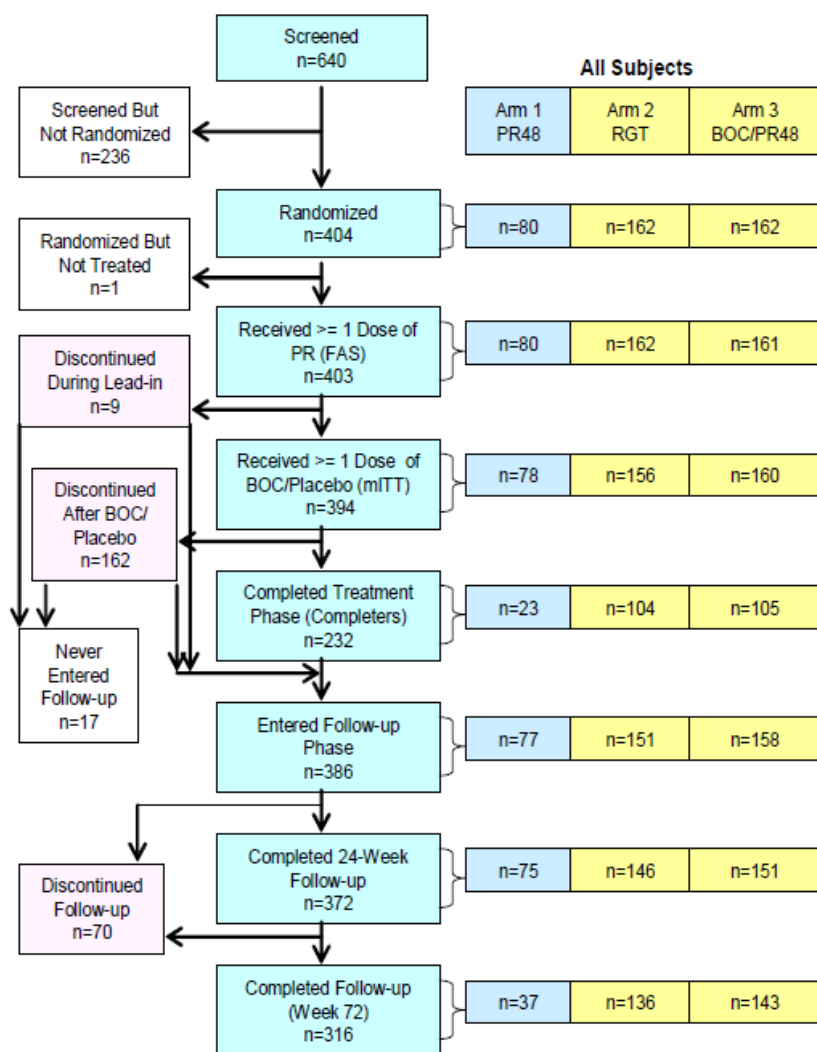 Screened
n=640
All Subjects
Screened But
Not Randomized
n=236
Arm 1
PR48
Arm 2
RGT
Arm 3
BOC/PR48
Randomized
n=404
n=80
n=162
n=162
Randomized But
Not Treated
n=1
Received >= 1 Dose of
PR (FAS)
n=403
n=80
n=162
n=161
Discontinued
During Lead-in
n=9
Received >= 1 Dose of
BOC/Placebo (mITT)
n=394
n=78
n=156
n=160
Discontinued
After BOC/
Placebo
n=162
Completed Treatment
Phase (Completers)
n=232
n=23
n=104
n=105
Never
Entered
Follow-up
n=17
Entered Follow-up
Phase
n=386
n=77
n=151
n=158
Completed 24-Week
Follow-up
n=372
n=75
n=146
n=151
Discontinued
Follow-up
n=70
Completed Follow-up
(Week 72)
n=316
n=37
n=136
n=143